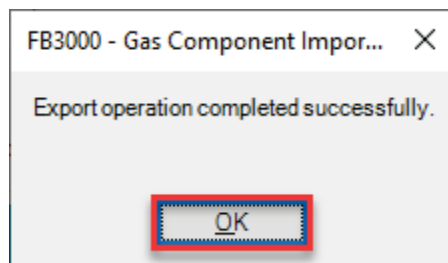 FB3000 - Gas Component Impor...
Export operation completed successfully.
OK